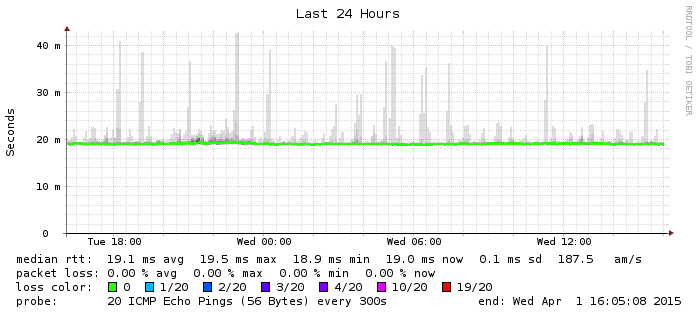 Last 24 Hours
RRDTOOL / TOBI OETIKER
Seconds
40 m
30 m
20 m
10 m
0
Tue 18:00 Wed 00:00 Wed 06:00 Wed 12:00
median rtt: 19.1 ms avg 19.5 ms max 18.9 ms min 19.0 ms now 0.1 ms sd 187.5 am/s
packet loss: 0.00 % avg 0.00 % max 0.00 % min 0.00 % now
loss color: 0 1/20 2/20 3/20 4/20 10/20 19/20
probe: 20 ICMP Echo Pings (56 Bytes) every 300s end: Wed Apr 1 16:05:08 2015